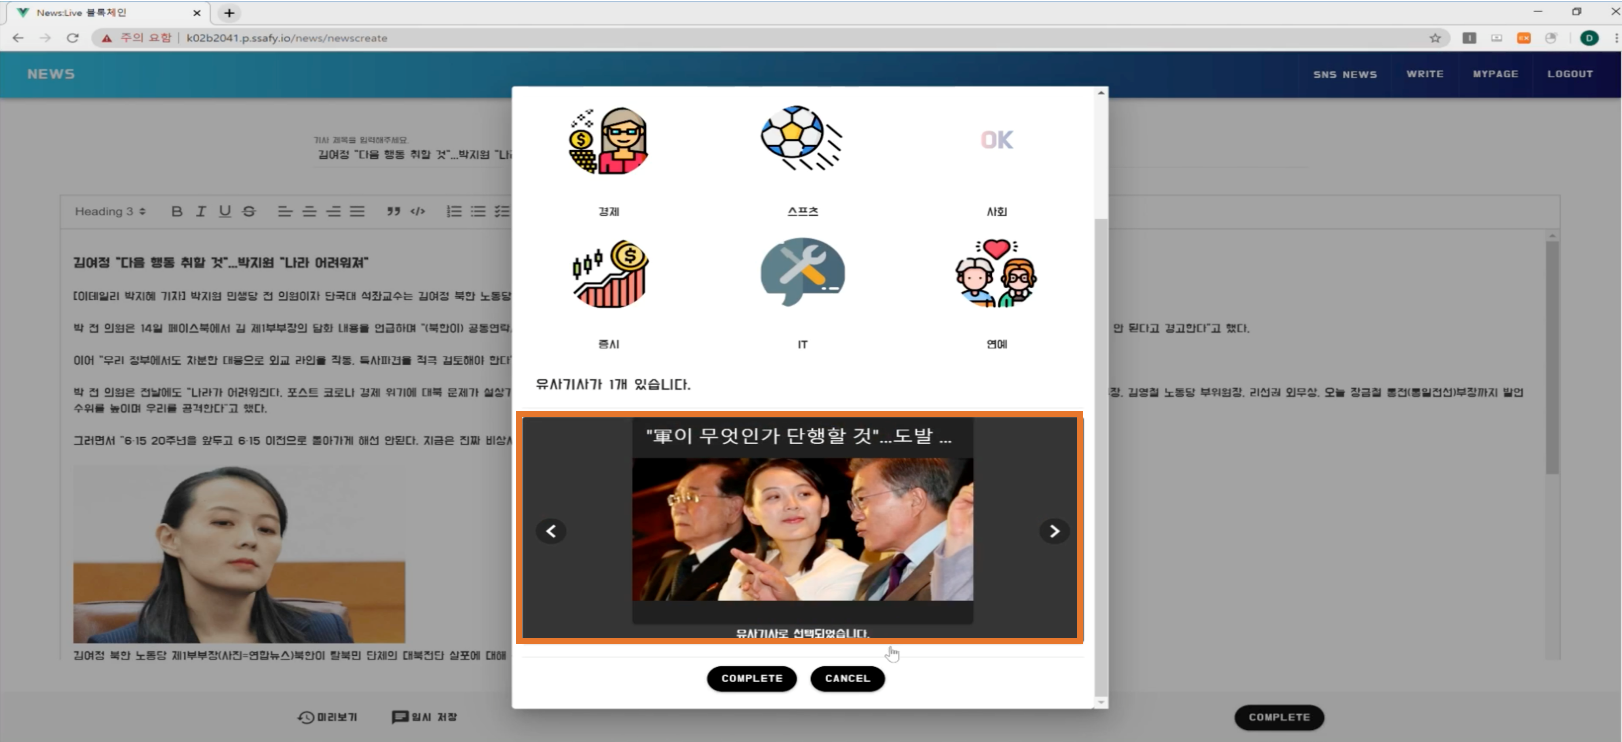 News:Live 블록체인
주의 요함 | k02b2041.p.ssafy.io/news/newscreate
D
NEWS
SNS NEWS WRITE MYPAGE LOGOUT
기사 제목을 입력해주세요.
김여정 "다음 행동 취할 것"...박지원 "나
Heading 3 B I U S
김여정 "다음 행동 취할 것"...박지원 "나라 어려워져"
[이데일리 박지혜 기자] 박지원 민생당 전 의원이자 단국대 석좌교수는 김여정 북한 노동당
박 전 의원은 14일 페이스북에서 김 제1부부장의 담화 내용을 언급하며 "(북한이) 공동연락
안 된다고 경고한다"고 했다.
이어 "우리 정부에서도 차분한 대응으로 외교 라인을 작동, 특사파견을 적극 검토해야 한다"
박 전 의원은 전날에도 "나라가 어려워진다. 포스트 코로나 경제 위기에 대북 문제가 설상가
장, 김영철 노동당 부위원장, 리선권 외무상, 오늘 장금철 통전(통일전선)부장까지 발언
수위를 높이며 우리를 공격한다"고 했다.
그러면서 "6·15 20주년을 앞두고 6·15 이전으로 돌아가게 해선 안된다. 지금은 진짜 비상시
김여정 북한 노동당 제1부부장(사진=연합뉴스)북한이 탈북민 단체의 대북전단 살포에 대해
미리보기 임시 저장
COMPLETE
OK
경제 스포츠 사회
증시 IT 연예
유사기사가 1개 있습니다.
"軍이 무엇인가 단행할 것"...도발 ...
유사기사로 선택되었습니다.
COMPLETE CANCEL